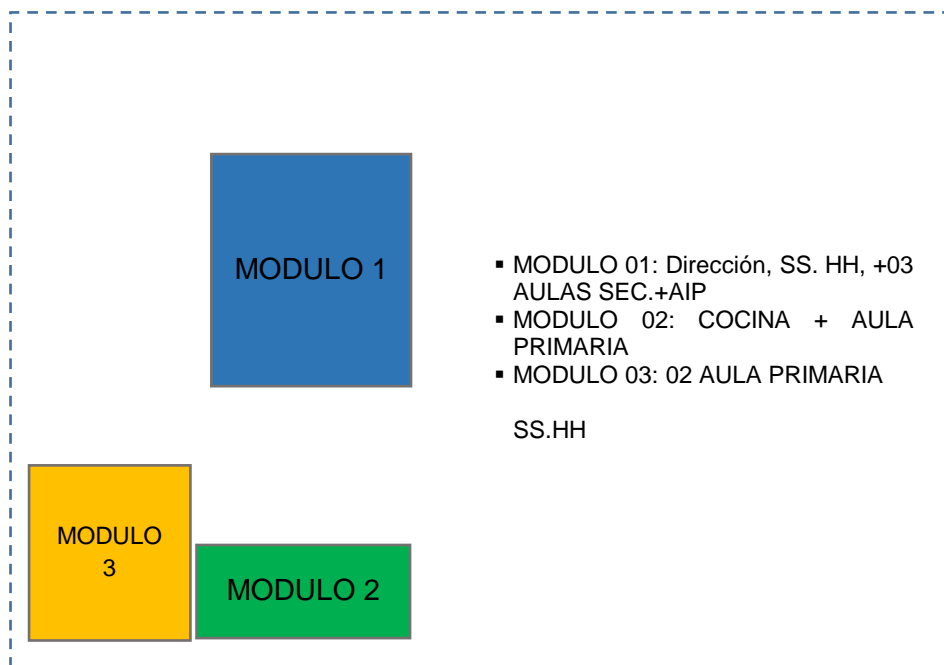 MODULO 1
▪ MODULO 01: Dirección, SS. HH, +03
AULAS SEC.+AIP
▪ MODULO 02: COCINA + AULA
PRIMARIA
▪ MODULO 03: 02 AULA PRIMARIA
SS.HH
MODULO
3
MODULO 2